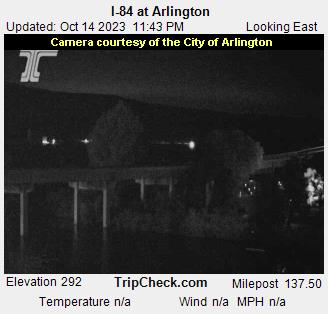 I-84 at Arlington
Updated: Oct 14 2023 11:43 PM Looking East
Camera courtesy of the City of Arlington
Elevation 292 TripCheck.com Milepost 137.50
Temperature n/a Wind n/a MPH n/a